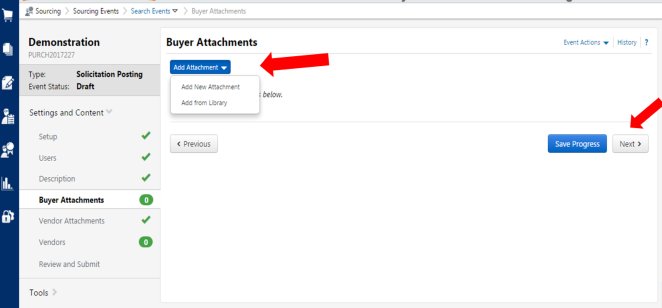 Sourcing > Sourcing Events > Search Events > Buyer Attachments
Demonstration
PURCH2017227
Type: Solicitation Posting
Event Status: Draft
Settings and Content
Setup
Users
Description
Buyer Attachments 0
Vendor Attachments
Vendors 0
Review and Submit
Tools >
Buyer Attachments
Event Actions History ?
Add Attachment
Add New Attachment
Add from Library
below.
< Previous
Save Progress
Next >